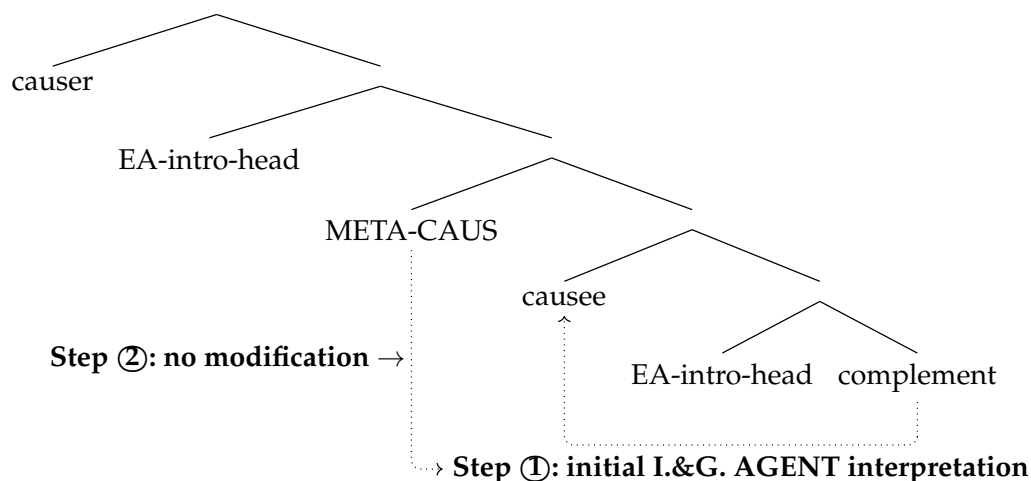 causer
EA-intro-head
META-CAUS
causee
Step ②: no modification →
EA-intro-head complement
Step ①: initial I.&G. AGENT interpretation